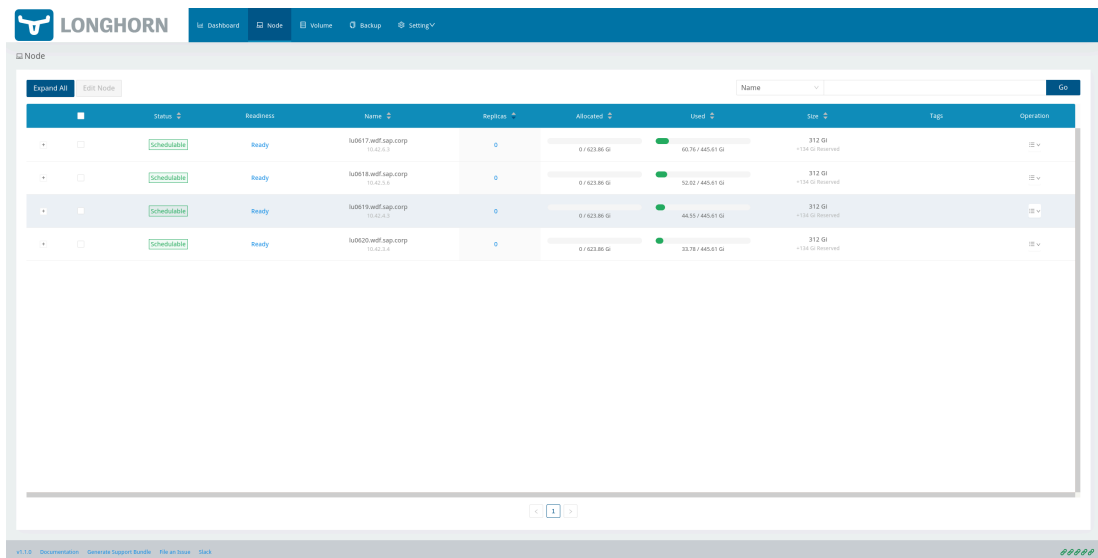 LONGHORN
Dashboard Node Volume Backup Setting
Node
Expand All Edit Node Name Go
Status Readiness Name Replicas Allocated Used Size Tags Operation
Schedulable Ready lu0617.wdf.sap.corp 0 312 Gi
10.42.6.3 0 / 623.86 Gi 60.76 / 445.61 Gi +134 Gi Reserved
Schedulable Ready lu0618.wdf.sap.corp 0 312 Gi
10.42.5.6 0 / 623.86 Gi 52.02 / 445.61 Gi +134 Gi Reserved
Schedulable Ready lu0619.wdf.sap.corp 0 312 Gi
10.42.4.3 0 / 623.86 Gi 44.55 / 445.61 Gi +134 Gi Reserved
Schedulable Ready lu0620.wdf.sap.corp 0 312 Gi
10.42.3.4 0 / 623.86 Gi 33.78 / 445.61 Gi +134 Gi Reserved
< 1 >
v1.1.0 Documentation Generate Support Bundle File an Issue Slack